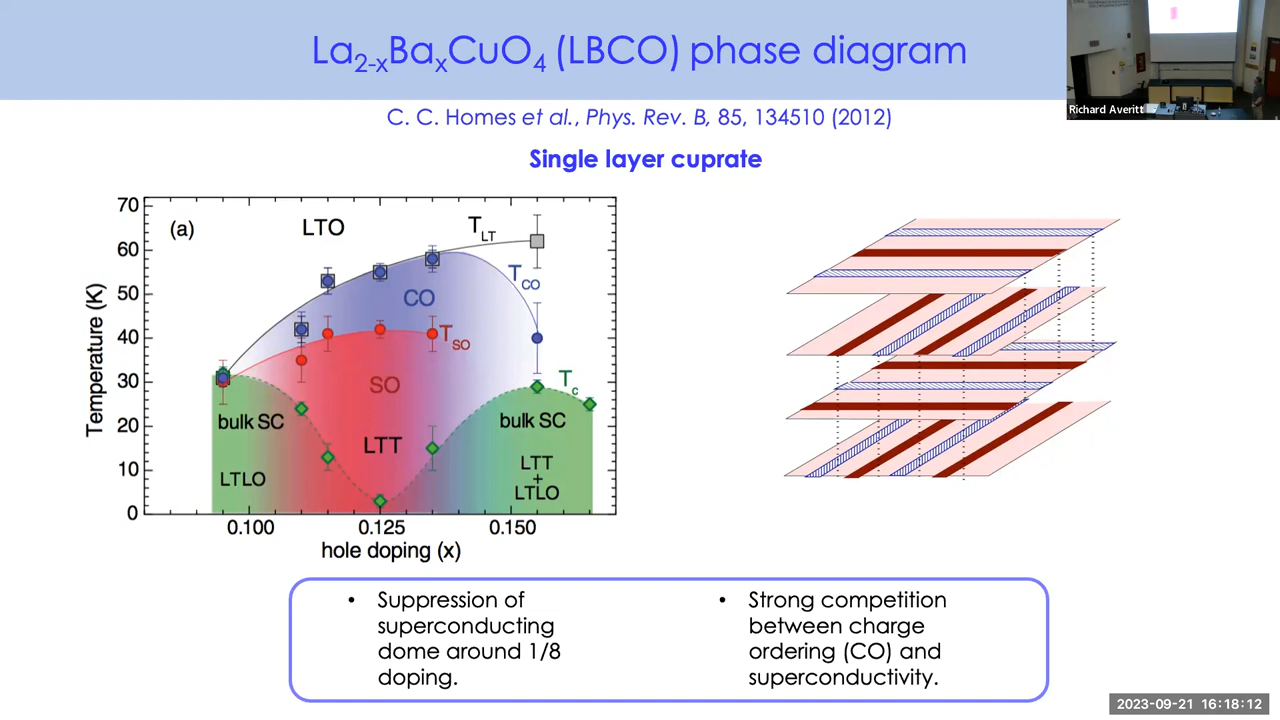 La2-xBaxCuO4 (LBCO) phase diagram
Richard Averitt
C. C. Homes et al., Phys. Rev. B, 85, 134510 (2012)
Single layer cuprate
(a)
LTO
TLT
CO
TCO
TSO
SO
Tc
bulk SC
bulk SC
LTT
LTLO
LTT
+
LTLO
Temperature (K)
70
60
50
40
30
20
10
0
0.100
0.125
0.150
hole doping (x)
• Suppression of
superconducting
dome around 1/8
doping.
• Strong competition
between charge
ordering (CO) and
superconductivity.
2023-09-21 16:18:12